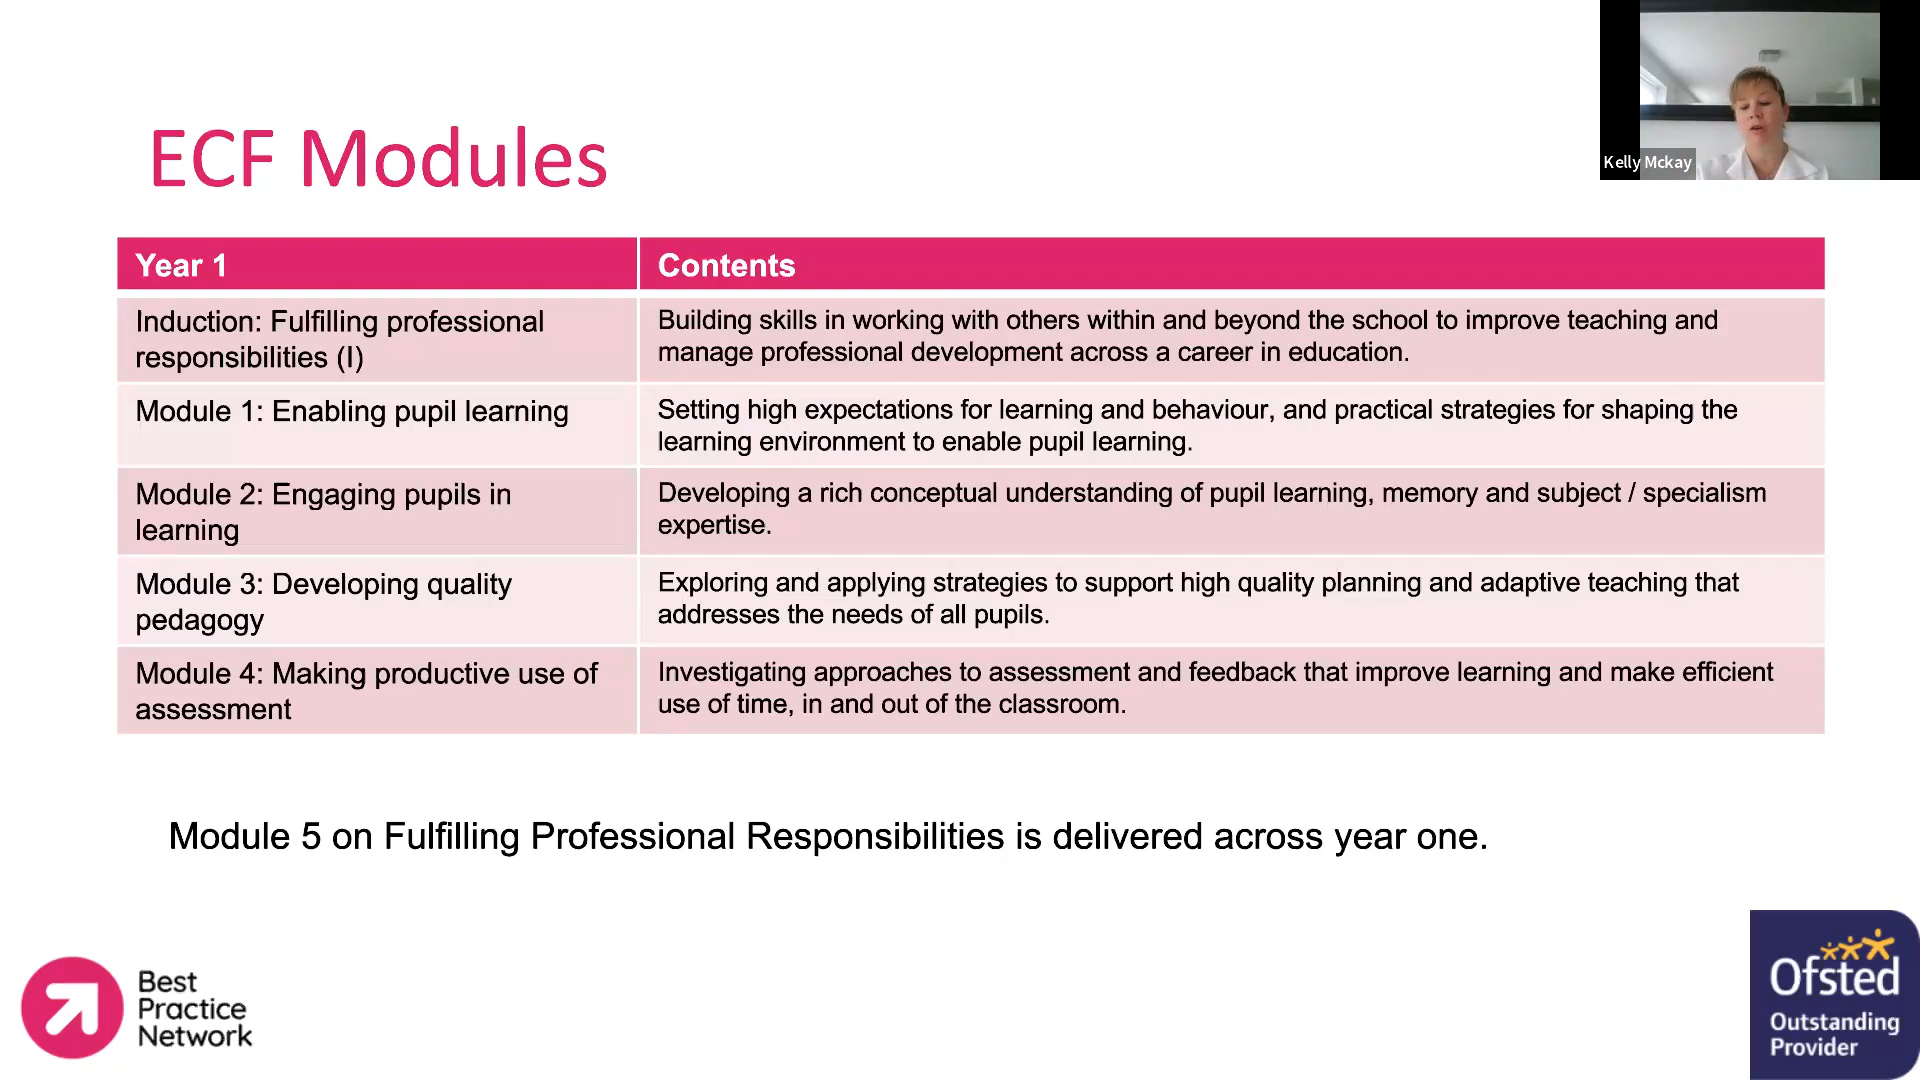 Kelly Mckay
ECF Modules
Year 1
Contents
Induction: Fulfilling professional
responsibilities (I)
Building skills in working with others within and beyond the school to improve teaching and
manage professional development across a career in education.
Module 1: Enabling pupil learning
Setting high expectations for learning and behaviour, and practical strategies for shaping the
learning environment to enable pupil learning.
Module 2: Engaging pupils in
learning
Developing a rich conceptual understanding of pupil learning, memory and subject / specialism
expertise.
Module 3: Developing quality
pedagogy
Exploring and applying strategies to support high quality planning and adaptive teaching that
addresses the needs of all pupils.
Module 4: Making productive use of
assessment
Investigating approaches to assessment and feedback that improve learning and make efficient
use of time, in and out of the classroom.
Module 5 on Fulfilling Professional Responsibilities is delivered across year one.
Best
Practice
Network
Ofsted
Outstanding
Provider